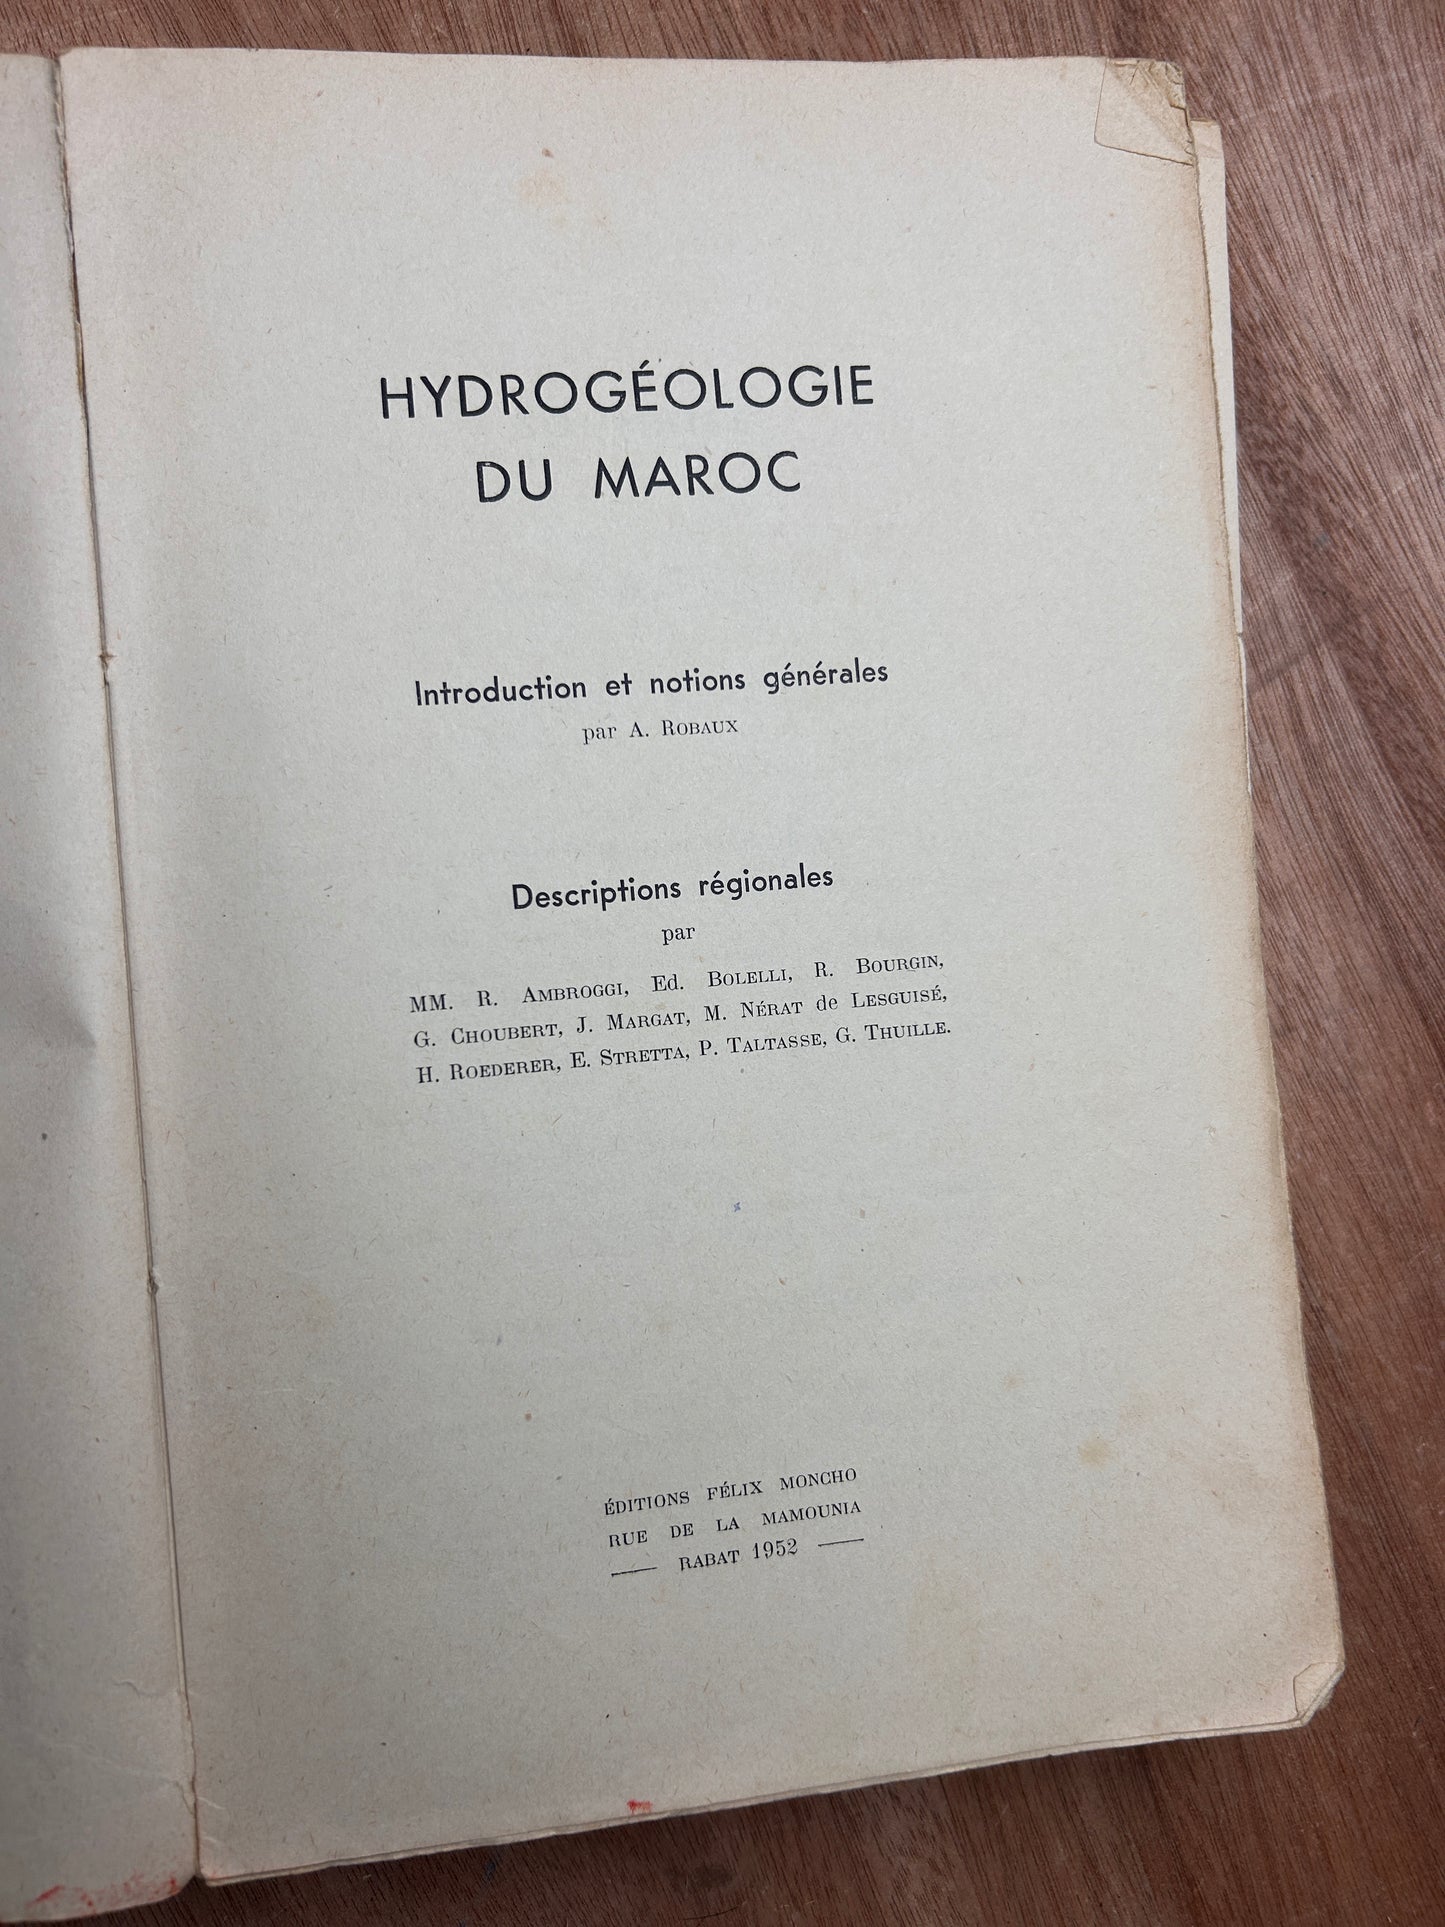 HYDROGÉOLOGIE
DU MAROC
Introduction et notions générales
par A. ROBAUX
Descriptions régionales
par
MM. R. AMBROGGI, Ed. BOLELLI, R. BOURGIN,
G. CHOUBERT, J. MARGAT, M. NÉRAT de LESGUISÉ,
H. ROEDERER, E. STRETTA, P. TALTASSE, G. THUILLE.
ÉDITIONS FÉLIX MONCHO
RUE DE LA MAMOUNIA
RABAT 1952